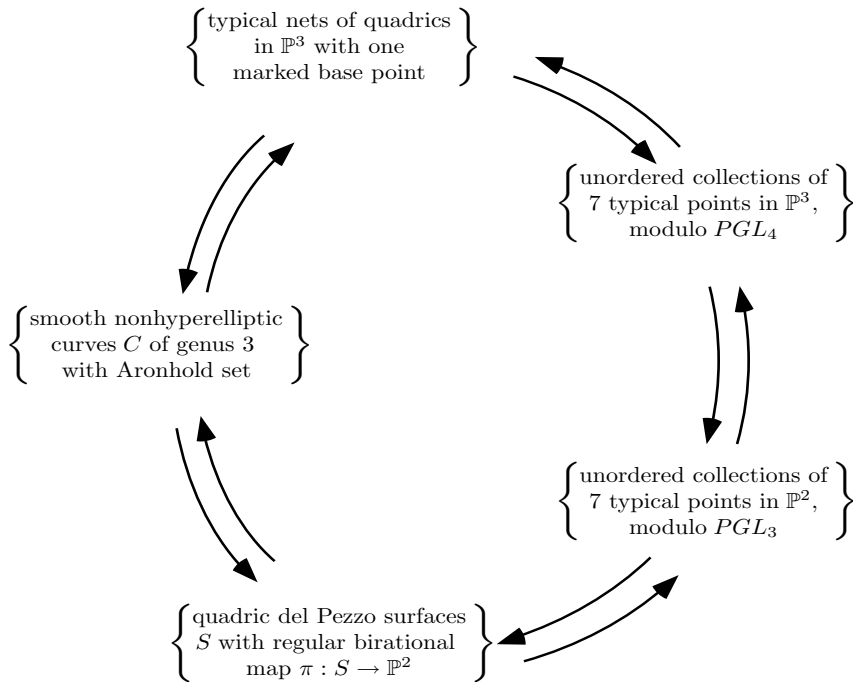 typical nets of quadrics
in ℙ³ with one
marked base point
unordered collections of
7 typical points in ℙ³,
modulo PGL₄
smooth nonhyperelliptic
curves C of genus 3
with Aronhold set
unordered collections of
7 typical points in ℙ²,
modulo PGL₃
quadric del Pezzo surfaces
S with regular birational
map π : S → ℙ²